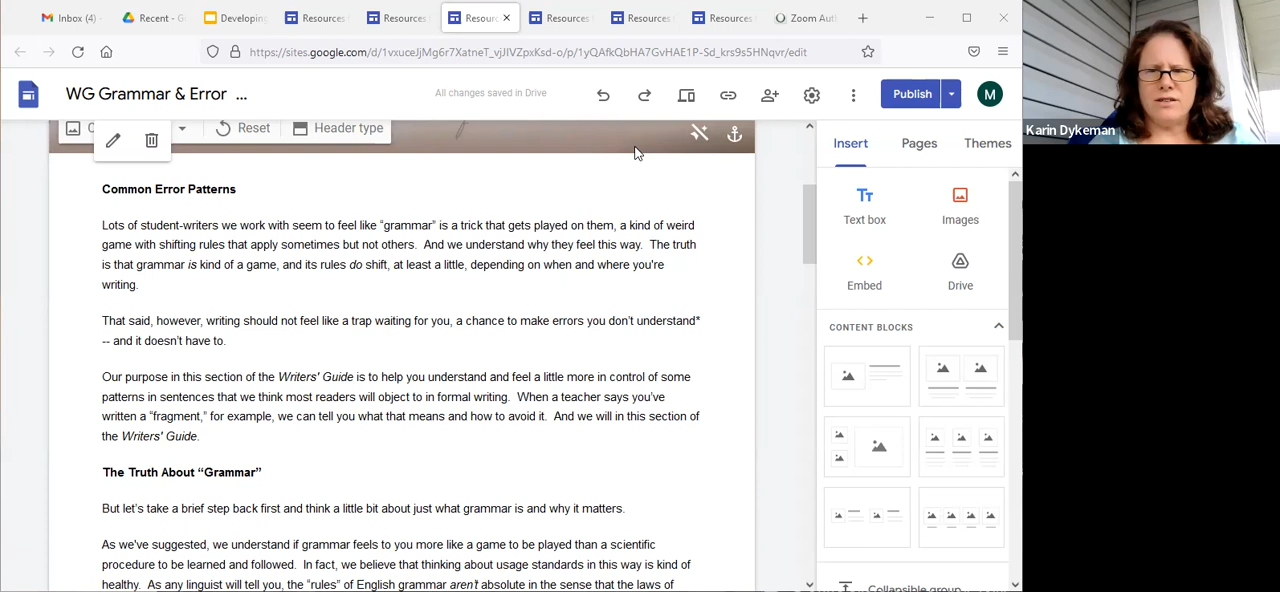 Inbox (4)
Recent - G
Developing
Resources
Resources
Resour
Resources
Resources
Resources
Zoom Aut
https://sites.google.com/d/1vxuceJjMg6r7XatneT_vjIVZpxKsd-o/p/1yQAfkQbHA7GvHAE1P-Sd_krs9s5HNqvr/edit
WG Grammar & Error ...
All changes saved in Drive
Publish
M
Karin Dykeman
Reset
Header type
Insert
Pages
Themes
Text box
Images
Embed
Drive
CONTENT BLOCKS
Collapsible group
Common Error Patterns
Lots of student-writers we work with seem to feel like “grammar” is a trick that gets played on them, a kind of weird
game with shifting rules that apply sometimes but not others. And we understand why they feel this way. The truth
is that grammar is kind of a game, and its rules do shift, at least a little, depending on when and where you're
writing.
That said, however, writing should not feel like a trap waiting for you, a chance to make errors you don’t understand*
-- and it doesn’t have to.
Our purpose in this section of the Writers' Guide is to help you understand and feel a little more in control of some
patterns in sentences that we think most readers will object to in formal writing. When a teacher says you’ve
written a “fragment,” for example, we can tell you what that means and how to avoid it. And we will in this section of
the Writers' Guide.
The Truth About “Grammar”
But let’s take a brief step back first and think a little bit about just what grammar is and why it matters.
As we've suggested, we understand if grammar feels to you more like a game to be played than a scientific
procedure to be learned and followed. In fact, we believe that thinking about usage standards in this way is kind of
healthy. As any linguist will tell you, the “rules” of English grammar aren't absolute in the sense that the laws of